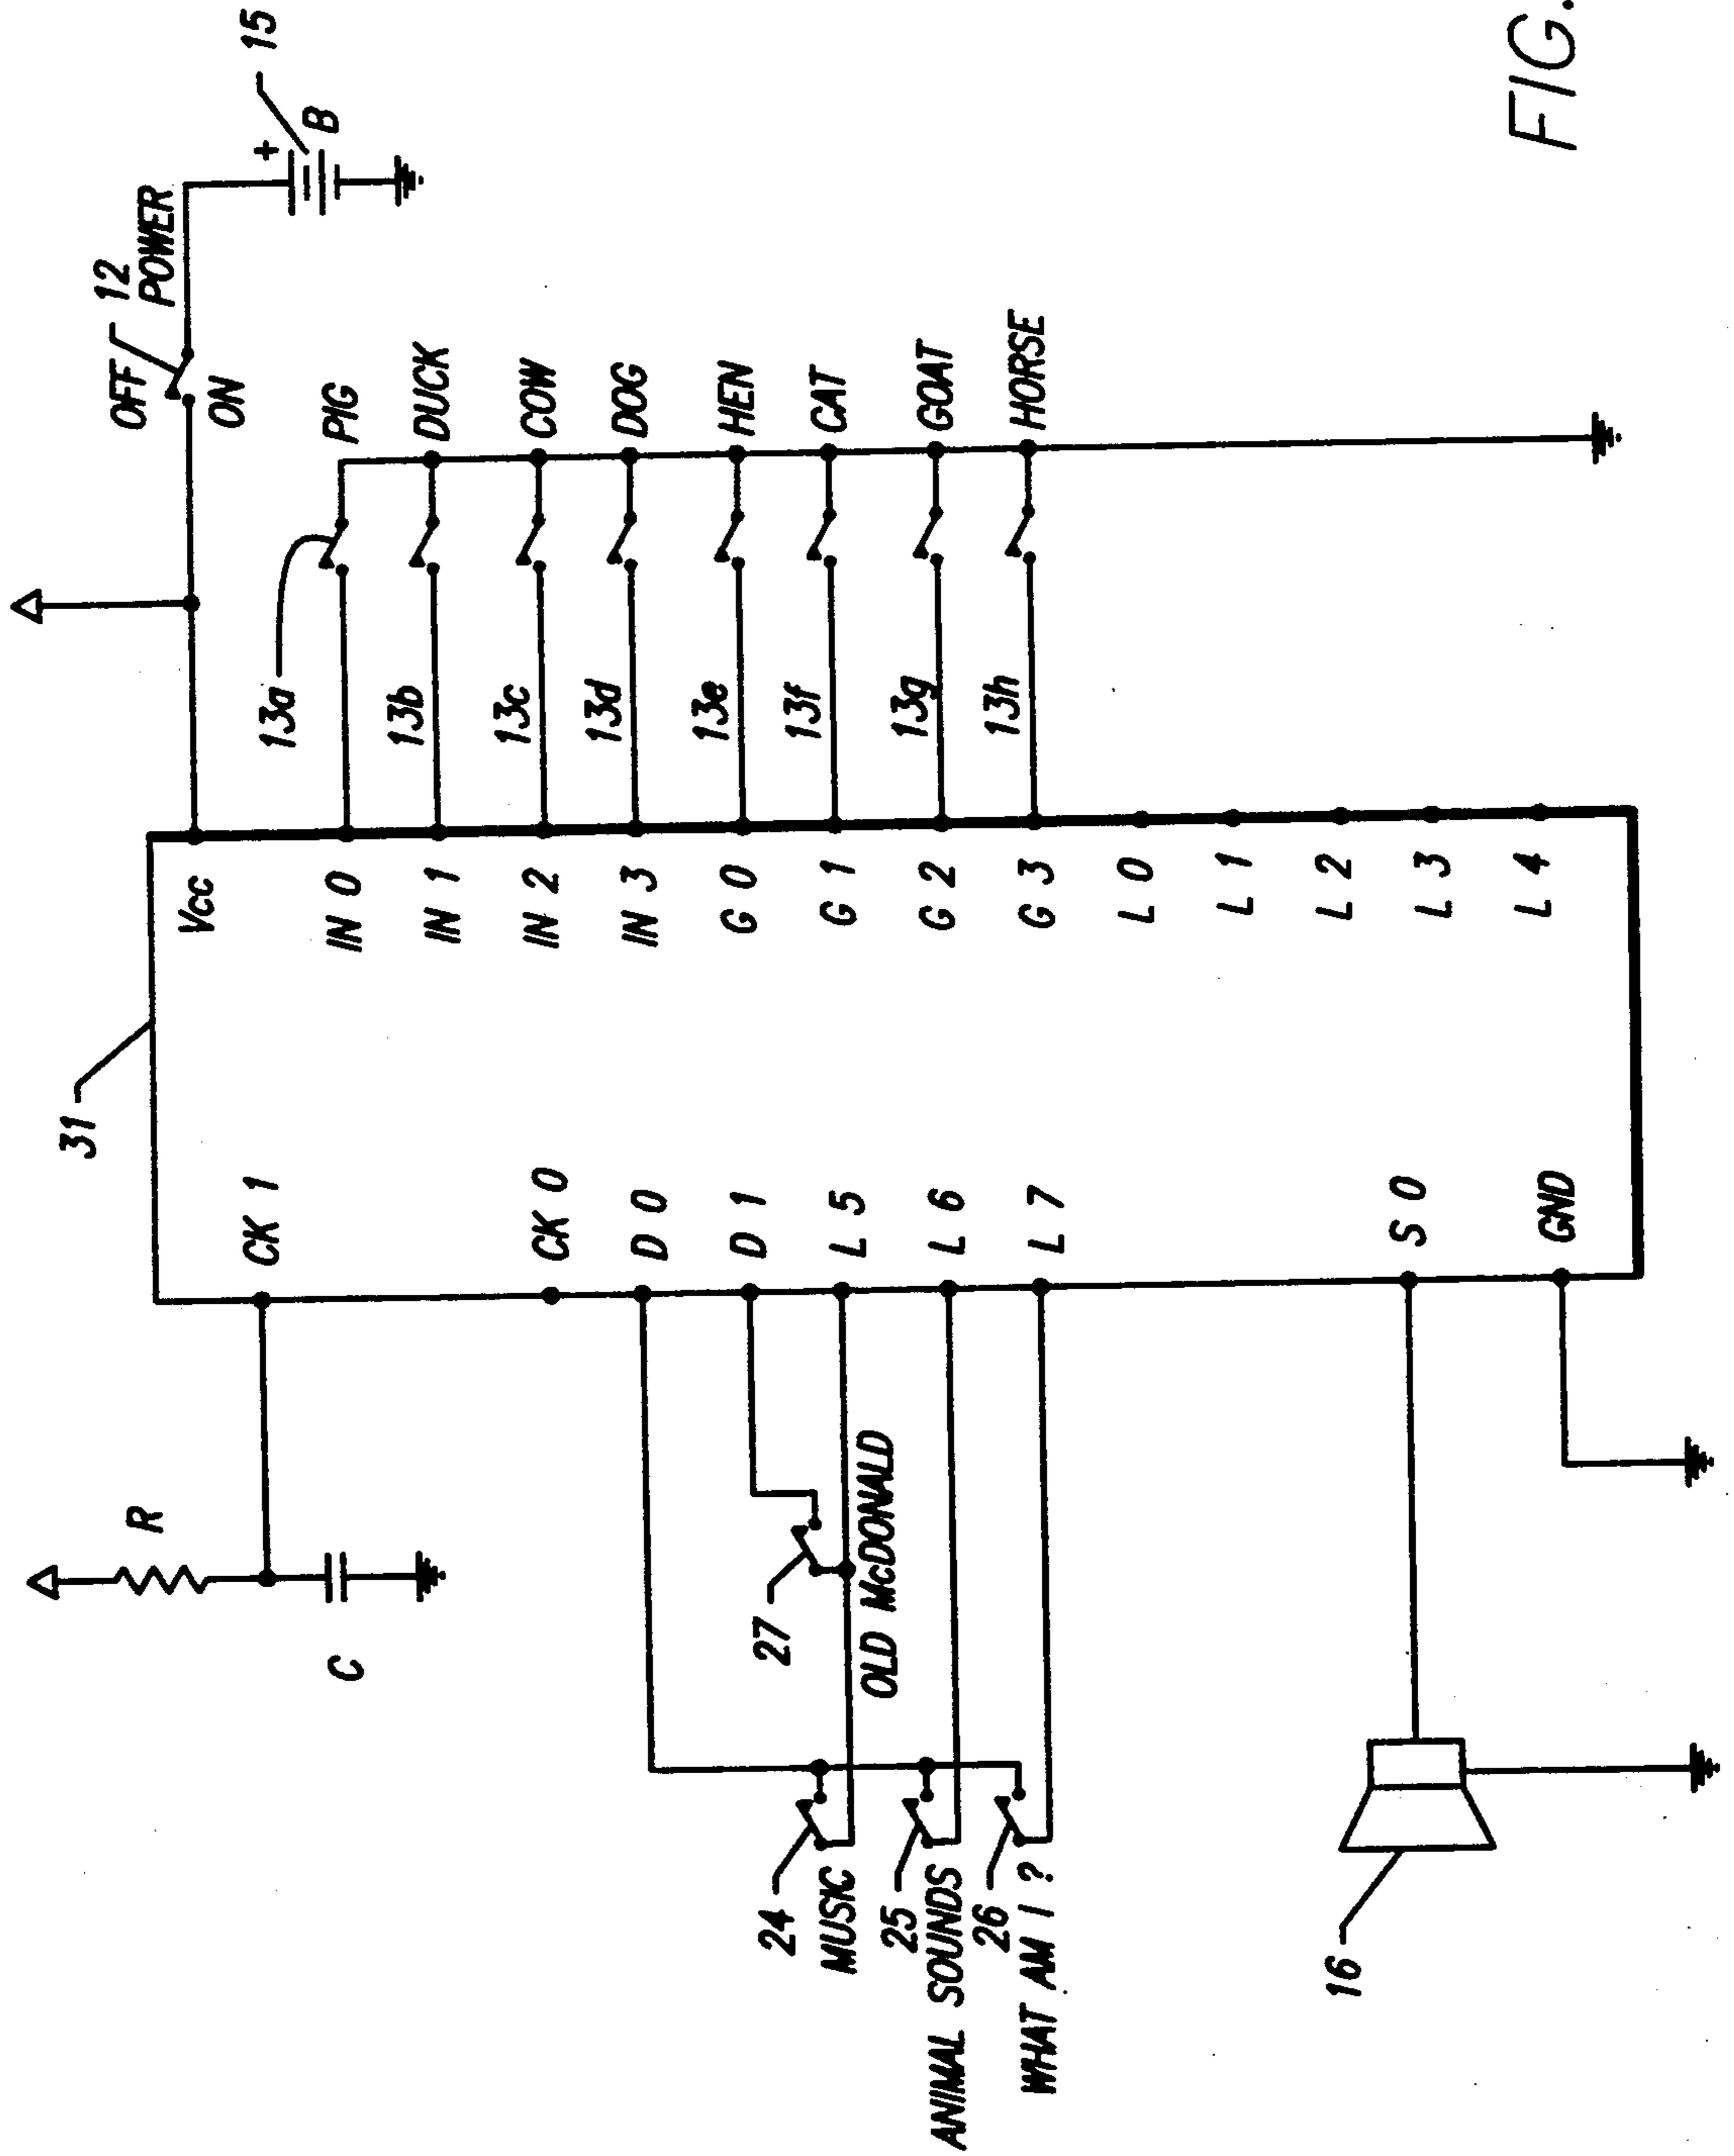 31
CK 1
CK 0
D 0
D 1
L 5
L 6
L 7
S 0
GND
Vcc
IN 0
IN 1
IN 2
IN 3
G 0
G 1
G 2
G 3
L 0
L 1
L 2
L 3
L 4
R
C
27
OLD McDONALD
24
MUSIC
25
ANIMAL SOUNDS
26
WHAT AM I ?
16
OFF
12
POWER
ON
15
+
B
13a
PIG
13b
DUCK
13c
COW
13d
DOG
13e
HEN
13f
CAT
13g
GOAT
13h
HORSE
FIG.